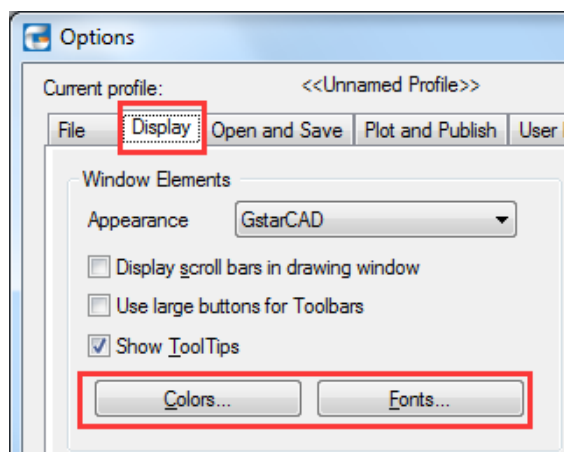 Options
Current profile: <<Unnamed Profile>>
File Display Open and Save Plot and Publish User
Window Elements
Appearance GstarCAD
Display scroll bars in drawing window
Use large buttons for Toolbars
Show ToolTips
Colors... Fonts...